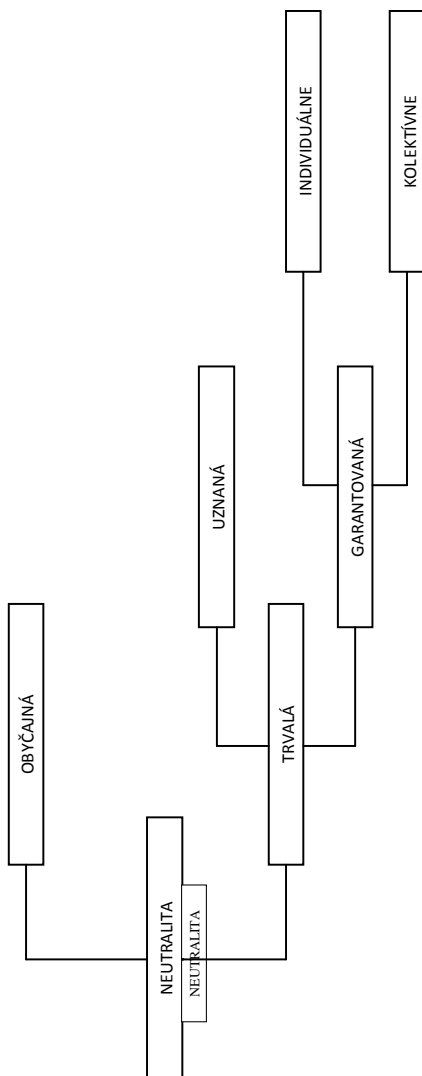 NEUTRALITA
NEUTRALITA
OBYČAJNÁ
TRVALÁ
UZNANÁ
GARANTOVANÁ
INDIVIDUÁLNE
KOLEKTÍVNE